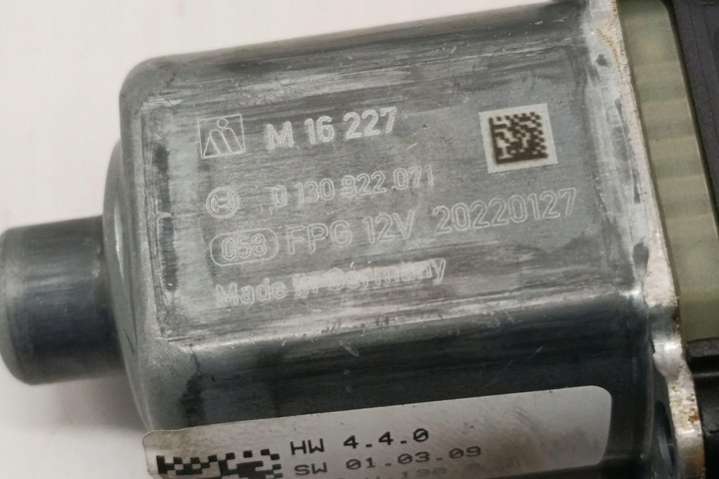 M 16 227
0 130 822 071
058 FPG 12V 20220127
Made in Germany
HW 4.4.0
SW 01.03.09